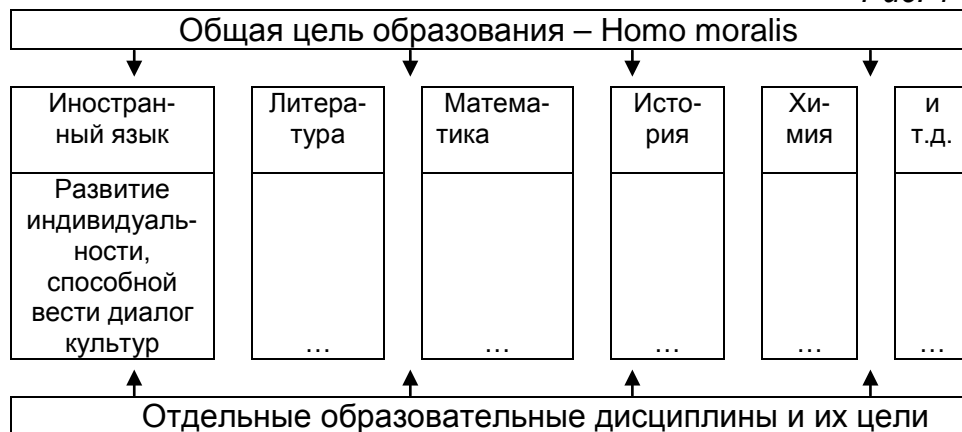 Общая цель образования – Homo moralis
Иностран-
ный язык
Литера-
тура
Матема-
тика
Исто-
рия
Хи-
мия
и
т.д.
Развитие
индивидуаль-
ности,
способной
вести диалог
культур
…
…
…
…
…
Отдельные образовательные дисциплины и их цели